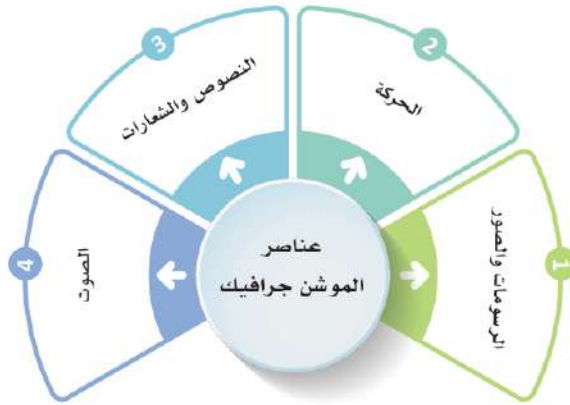 عناصر
الموشن جرافيك
1
الرسومات والصور
2
الحركة
3
النصوص والشعارات
4
الصوت